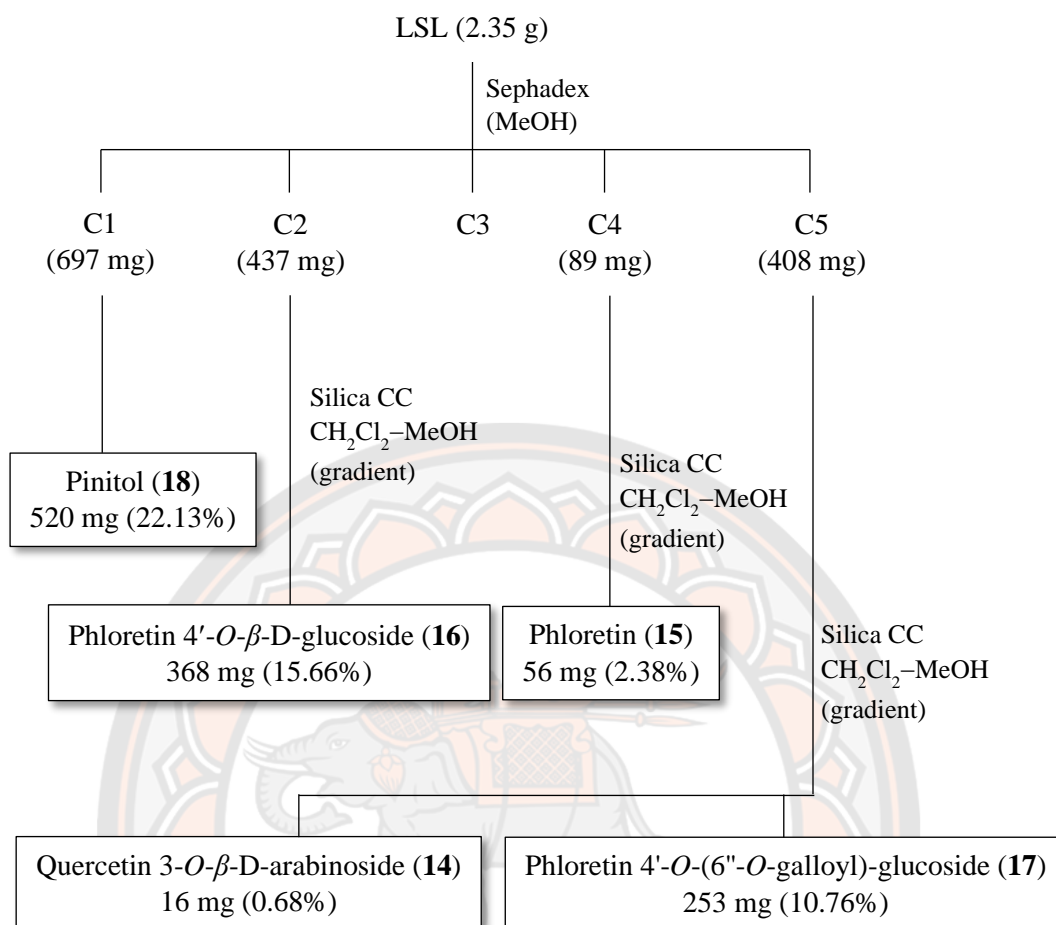 LSL (2.35 g)
Sephadex
(MeOH)
C1
(697 mg)
C2
(437 mg)
C3
C4
(89 mg)
C5
(408 mg)
Silica CC
CH₂Cl₂–MeOH
(gradient)
Silica CC
CH₂Cl₂–MeOH
(gradient)
Pinitol (18)
520 mg (22.13%)
Phloretin 4′-O-β-D-glucoside (16)
368 mg (15.66%)
Phloretin (15)
56 mg (2.38%)
Silica CC
CH₂Cl₂–MeOH
(gradient)
Quercetin 3-O-β-D-arabinoside (14)
16 mg (0.68%)
Phloretin 4'-O-(6"-O-galloyl)-glucoside (17)
253 mg (10.76%)